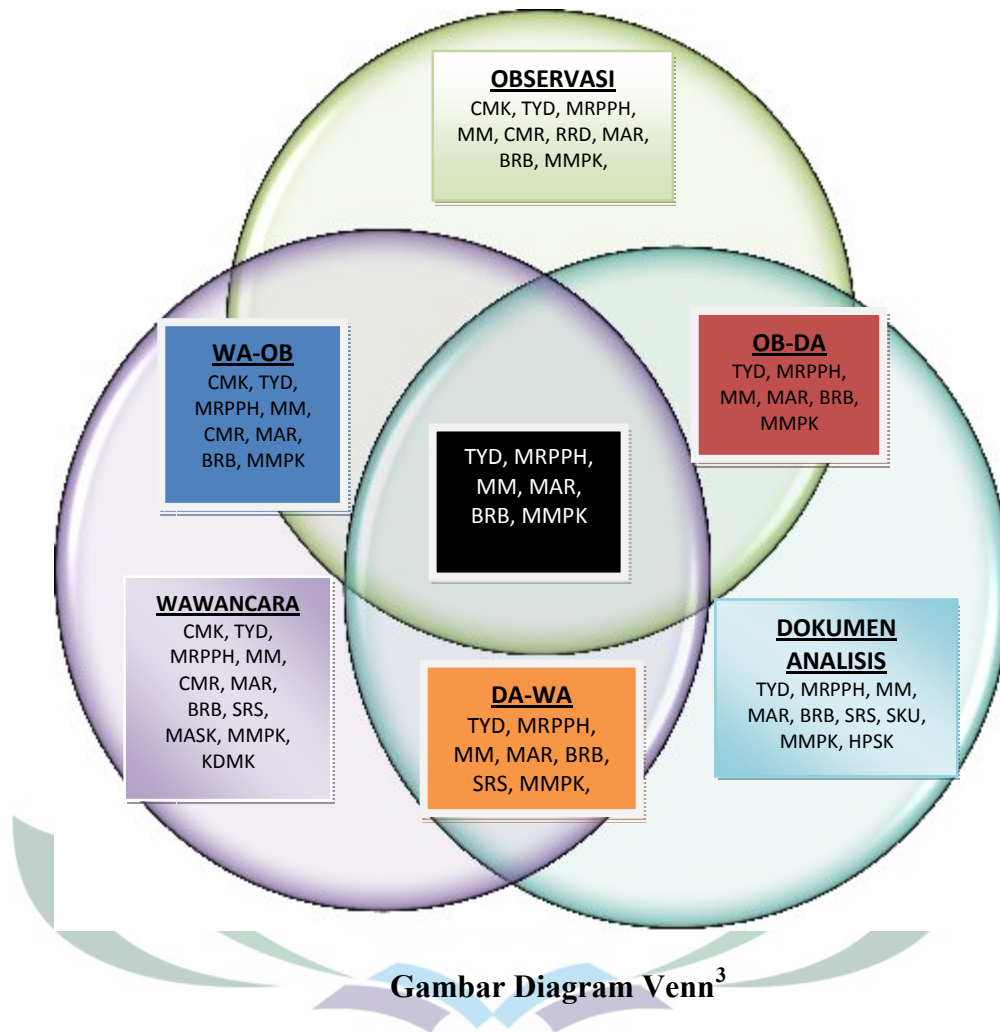 OBSERVASI
CMK, TYD, MRPPH,
MM, CMR, RRD, MAR,
BRB, MMPK,
WA-OB
CMK, TYD,
MRPPH, MM,
CMR, MAR,
BRB, MMPK
OB-DA
TYD, MRPPH,
MM, MAR, BRB,
MMPK
TYD, MRPPH,
MM, MAR,
BRB, MMPK
WAWANCARA
CMK, TYD,
MRPPH, MM,
CMR, MAR,
BRB, SRS,
MASK, MMPK,
KDMK
DA-WA
TYD, MRPPH,
MM, MAR, BRB,
SRS, MMPK,
DOKUMEN
ANALISIS
TYD, MRPPH, MM,
MAR, BRB, SRS, SKU,
MMPK, HPSK
Gambar Diagram Venn³